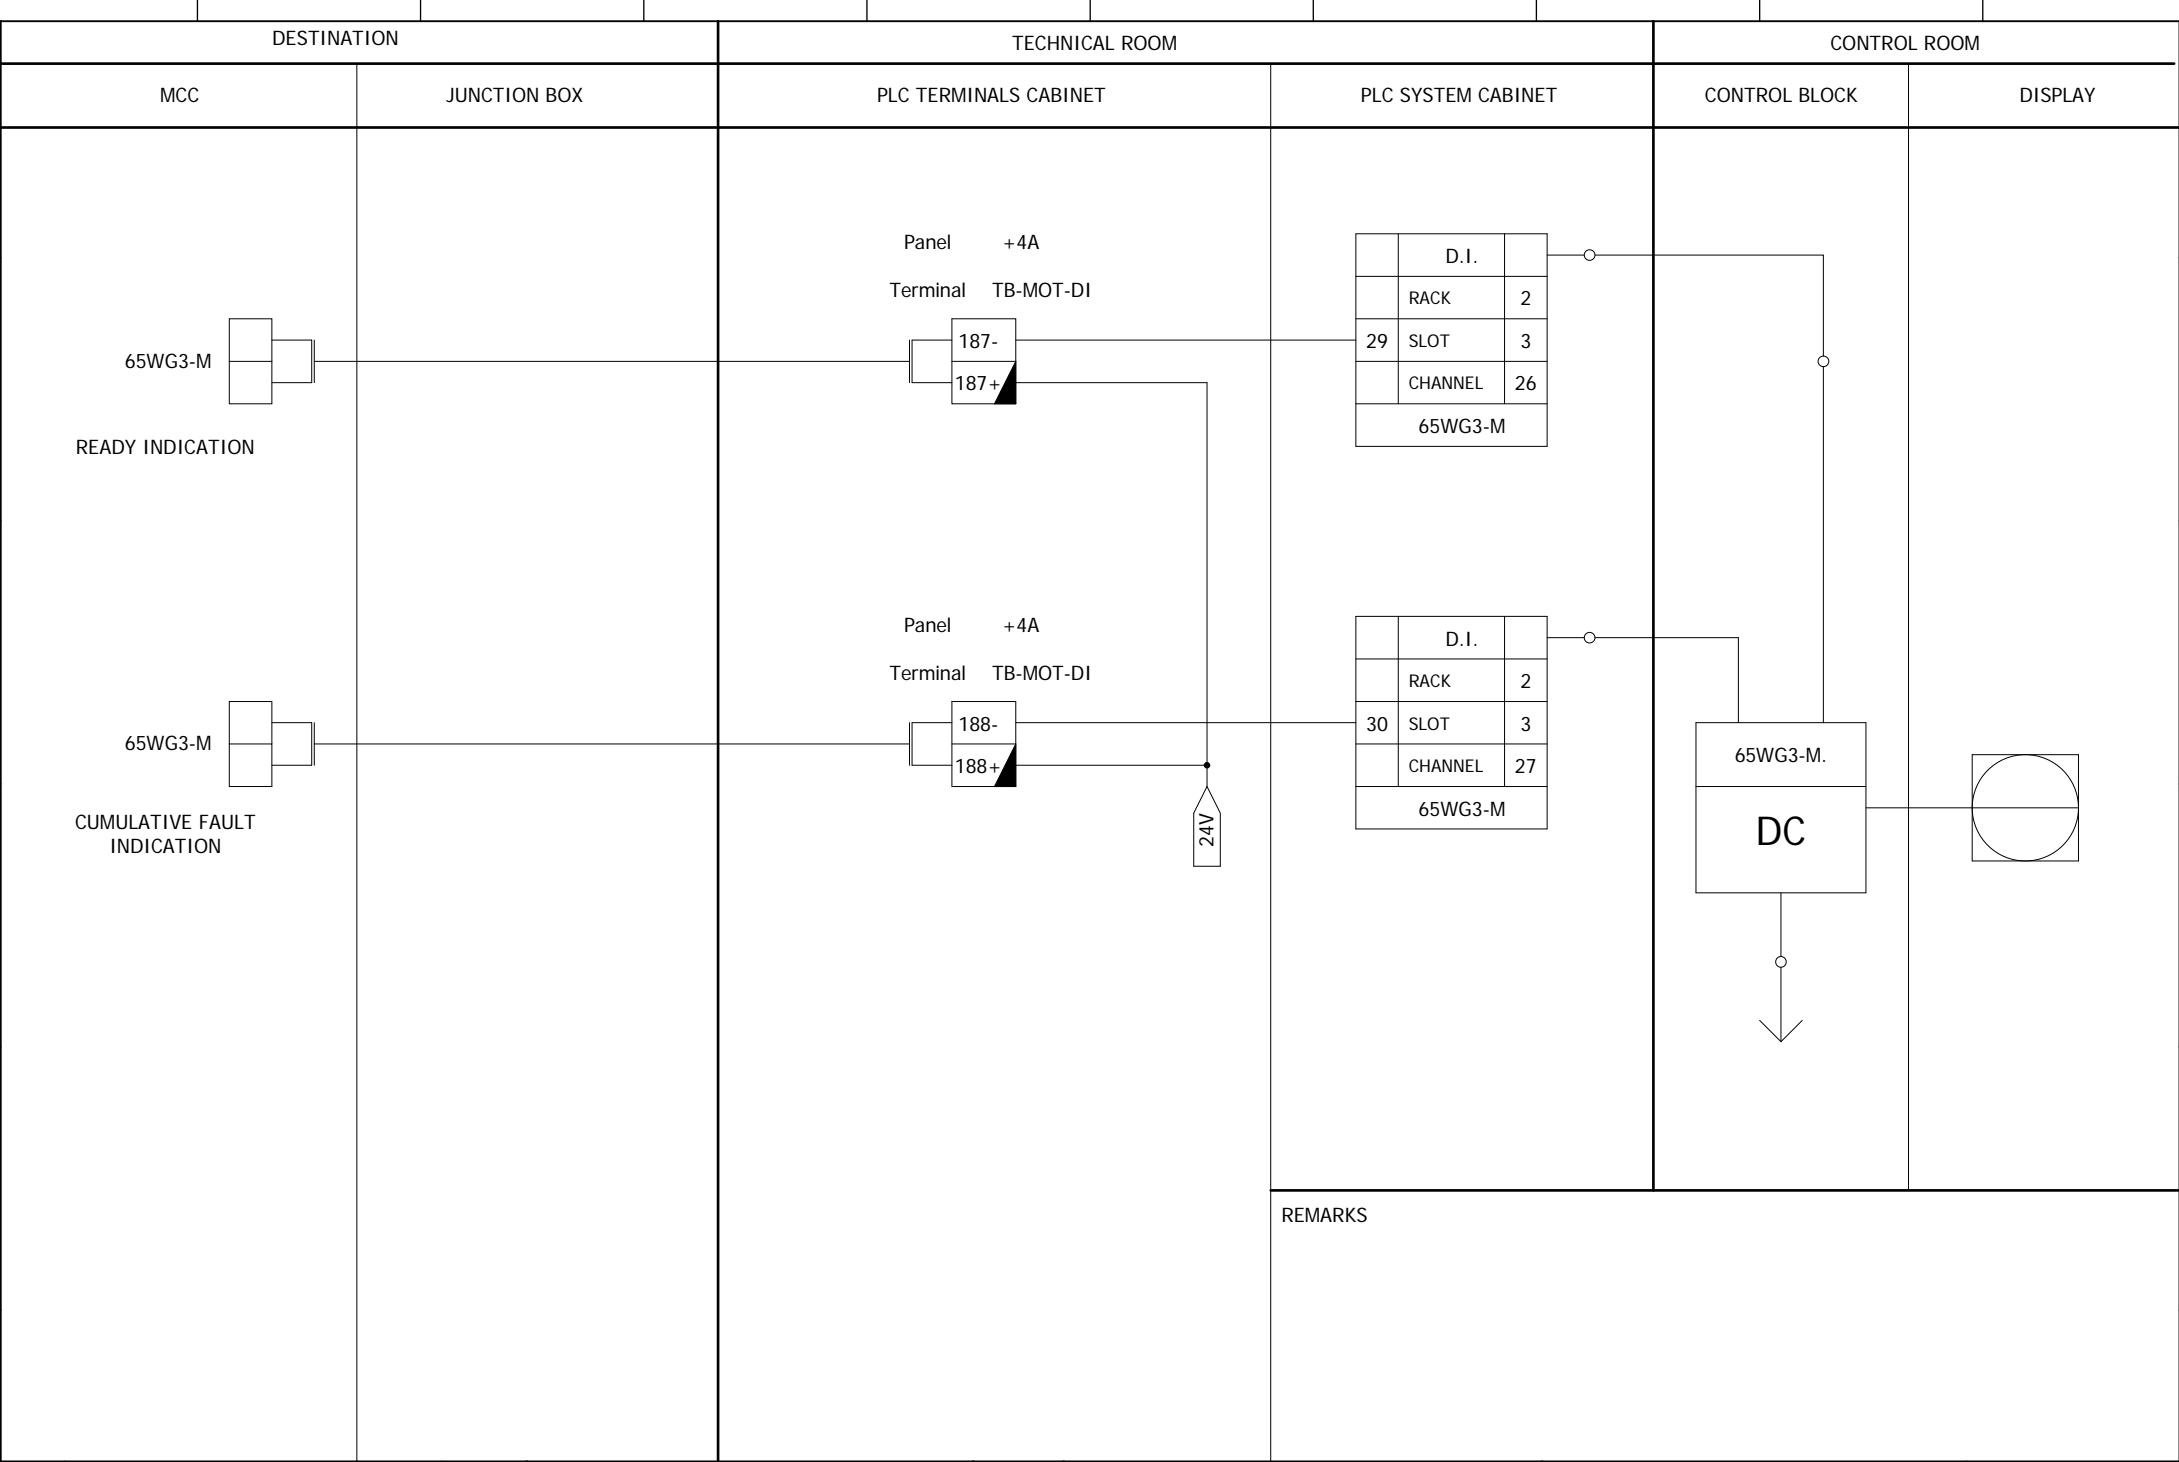 DESTINATION
TECHNICAL ROOM
CONTROL ROOM
MCC
JUNCTION BOX
PLC TERMINALS CABINET
PLC SYSTEM CABINET
CONTROL BLOCK
DISPLAY
Panel +4A
Terminal TB-MOT-DI
65WG3-M
READY INDICATION
187-
187+
D.I.
RACK 2
29 SLOT 3
CHANNEL 26
65WG3-M
Panel +4A
Terminal TB-MOT-DI
65WG3-M
CUMULATIVE FAULT
INDICATION
188-
188+
24V
D.I.
RACK 2
30 SLOT 3
CHANNEL 27
65WG3-M
65WG3-M.
DC
REMARKS